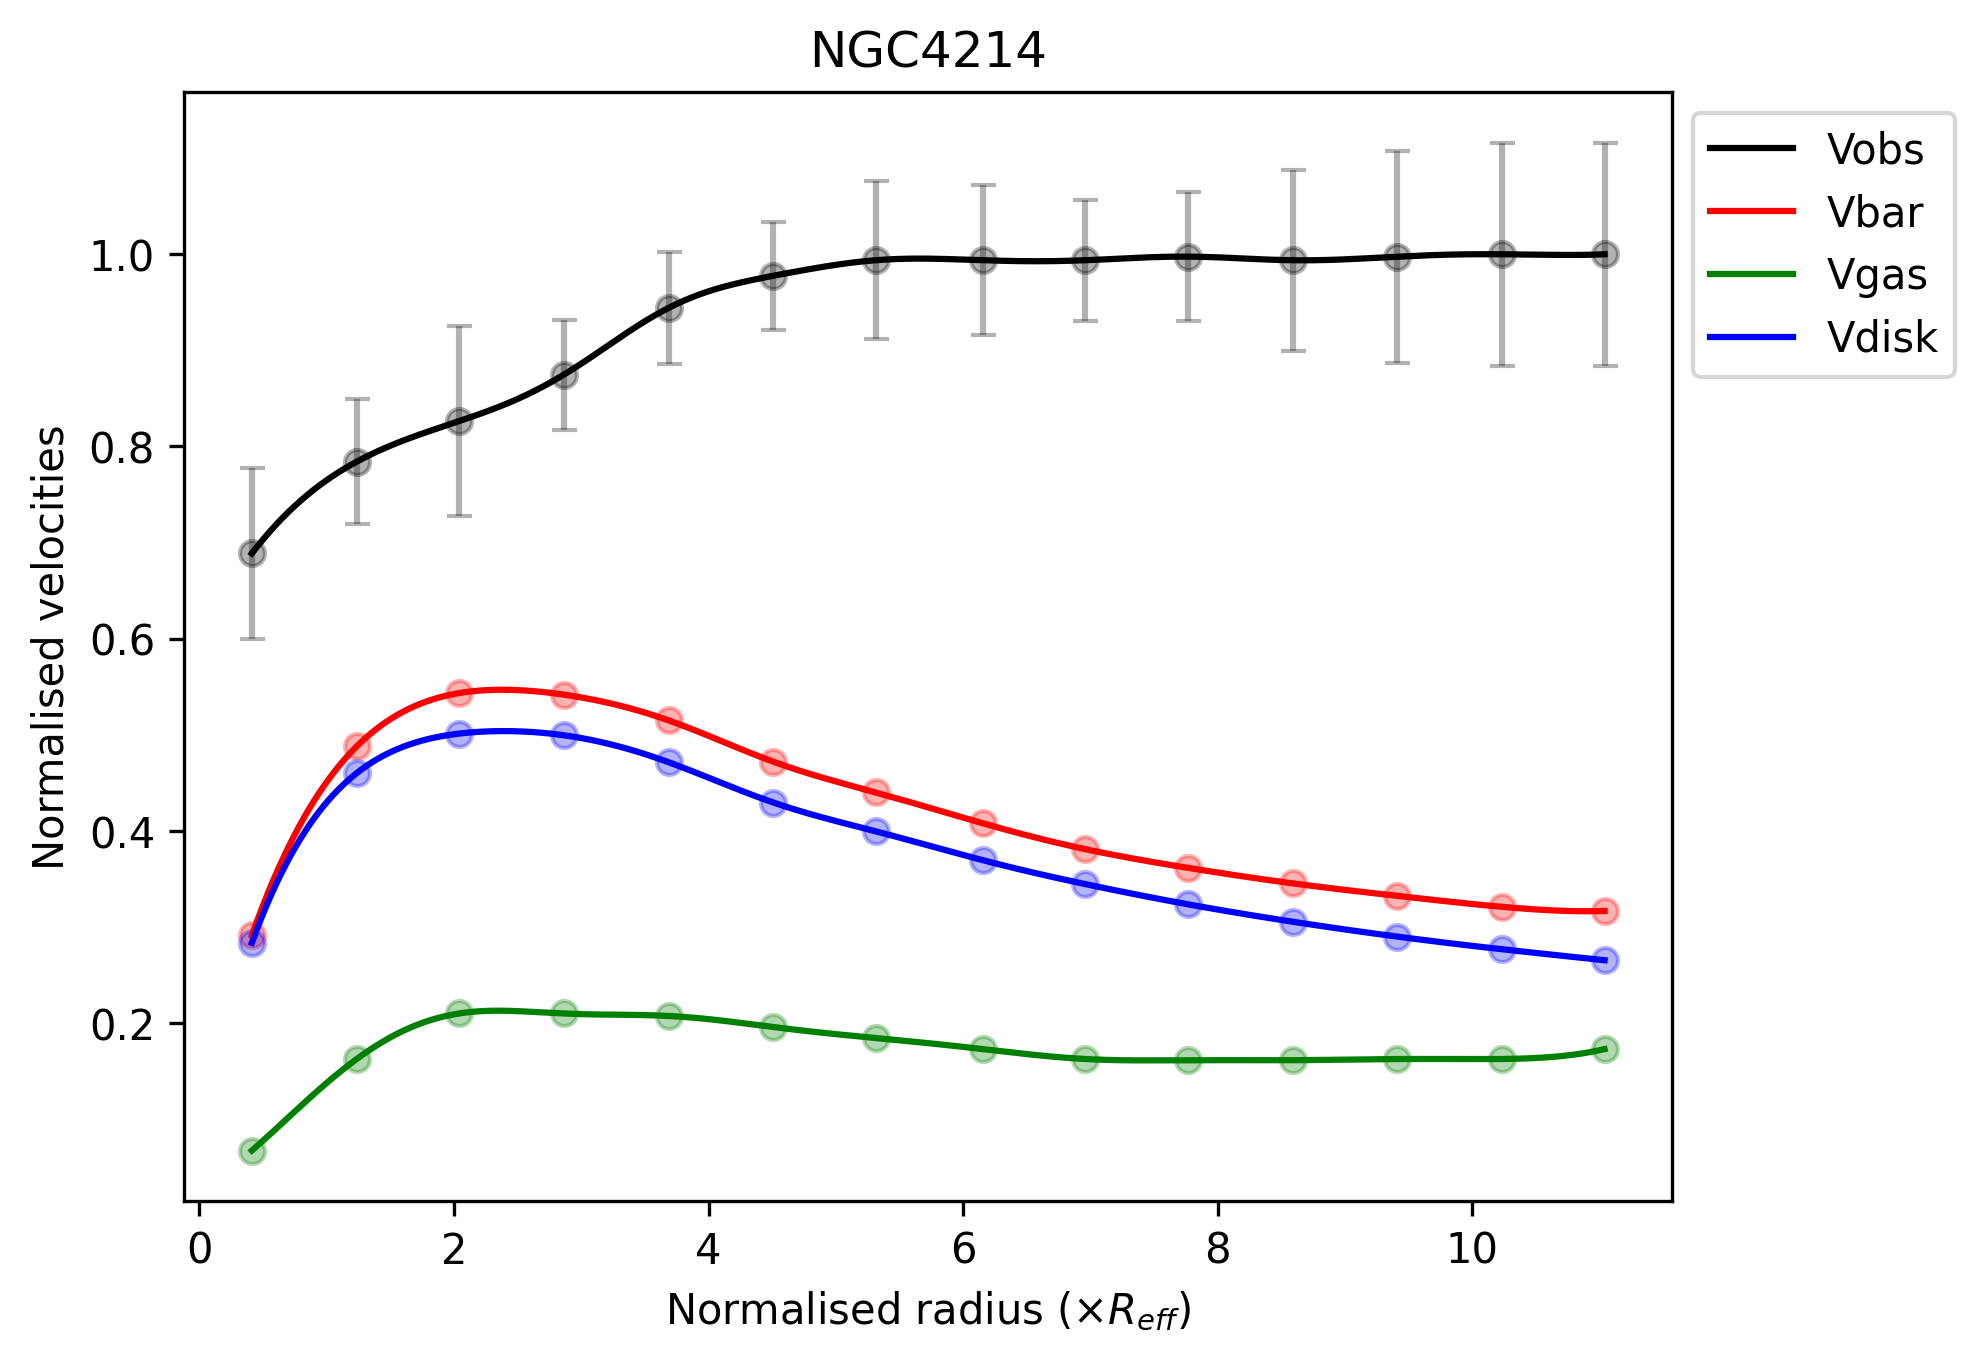 NGC4214
Vobs
Vbar
Vgas
Vdisk
1.0
0.8
0.6
0.4
0.2
Normalised velocities
0 2 4 6 8 10
Normalised radius (×R_eff)